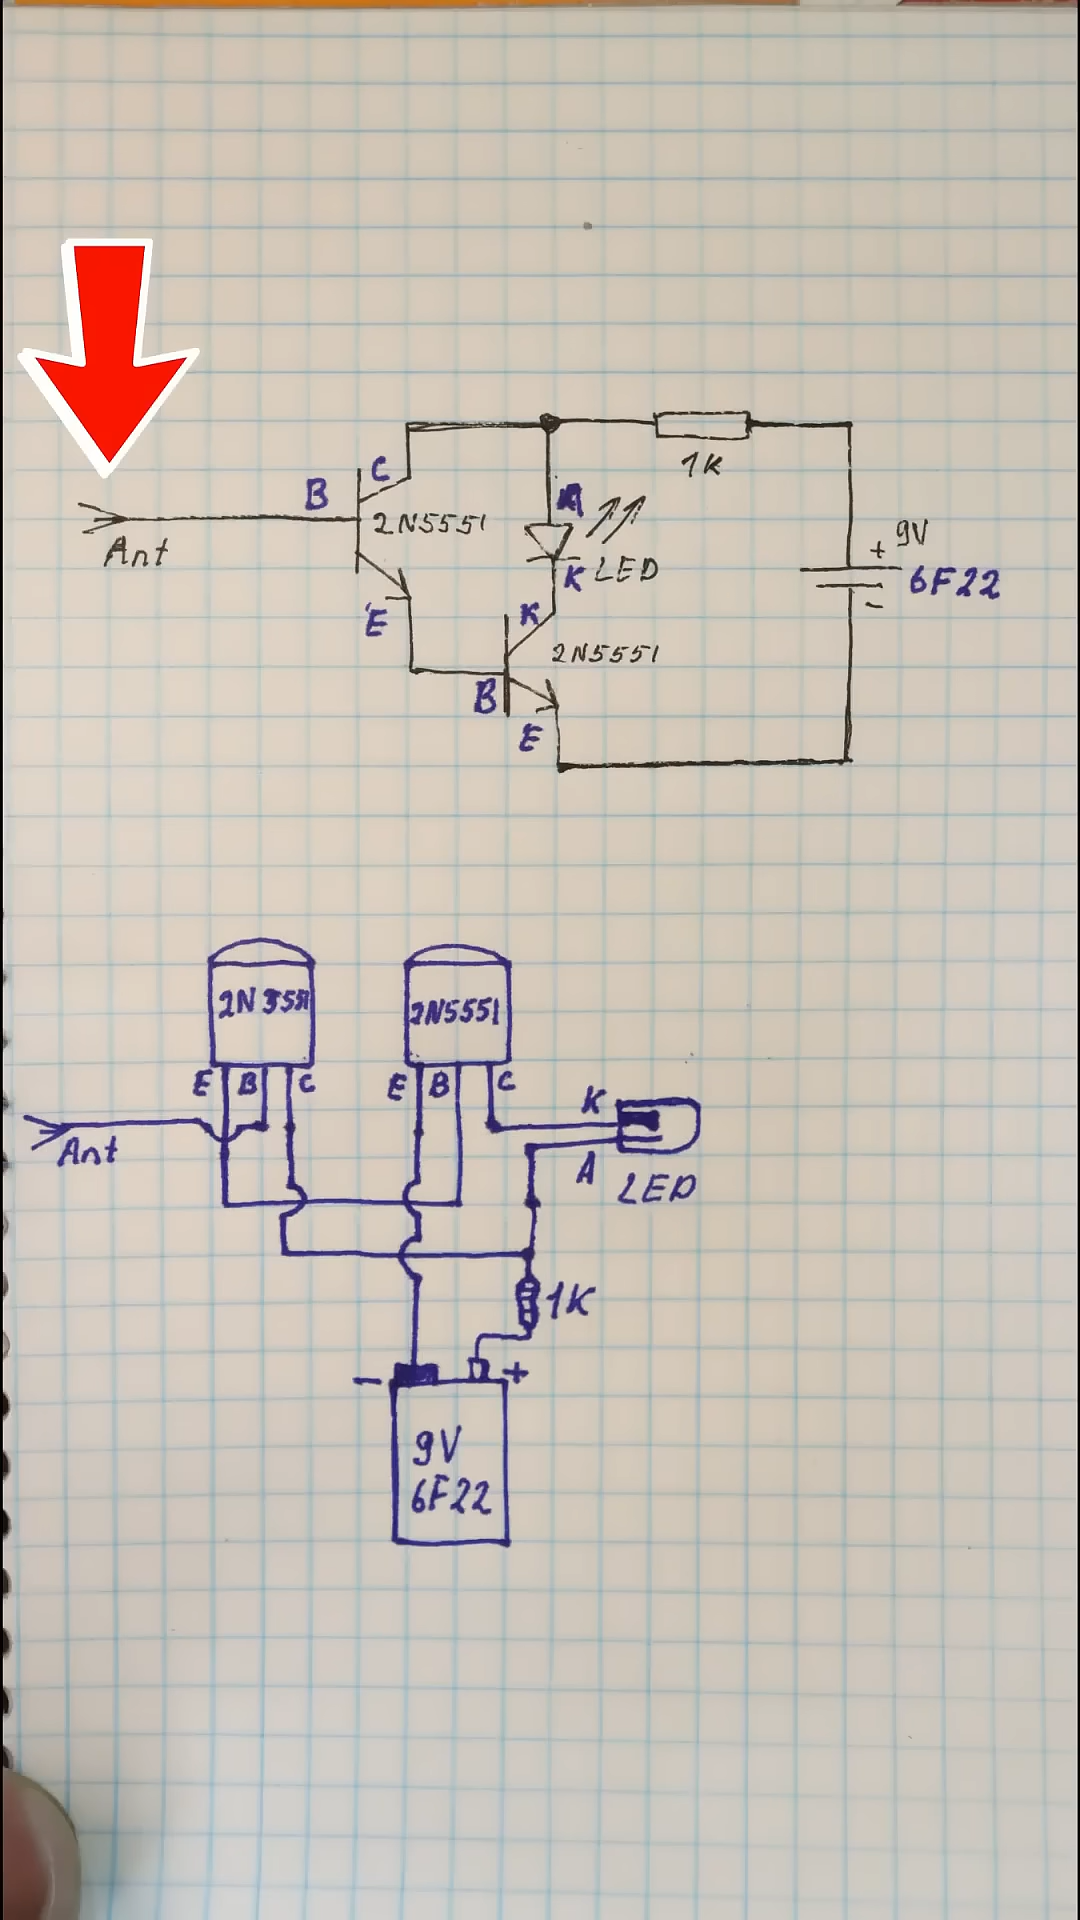 C
B
2N5551
Ant
E
1K
A
LED
K
9V
+
6F22
-
K
2N5551
B
E
2N5551
2N5551
E B C
E B C
Ant
K
A
LED
1K
- +
9V
6F22